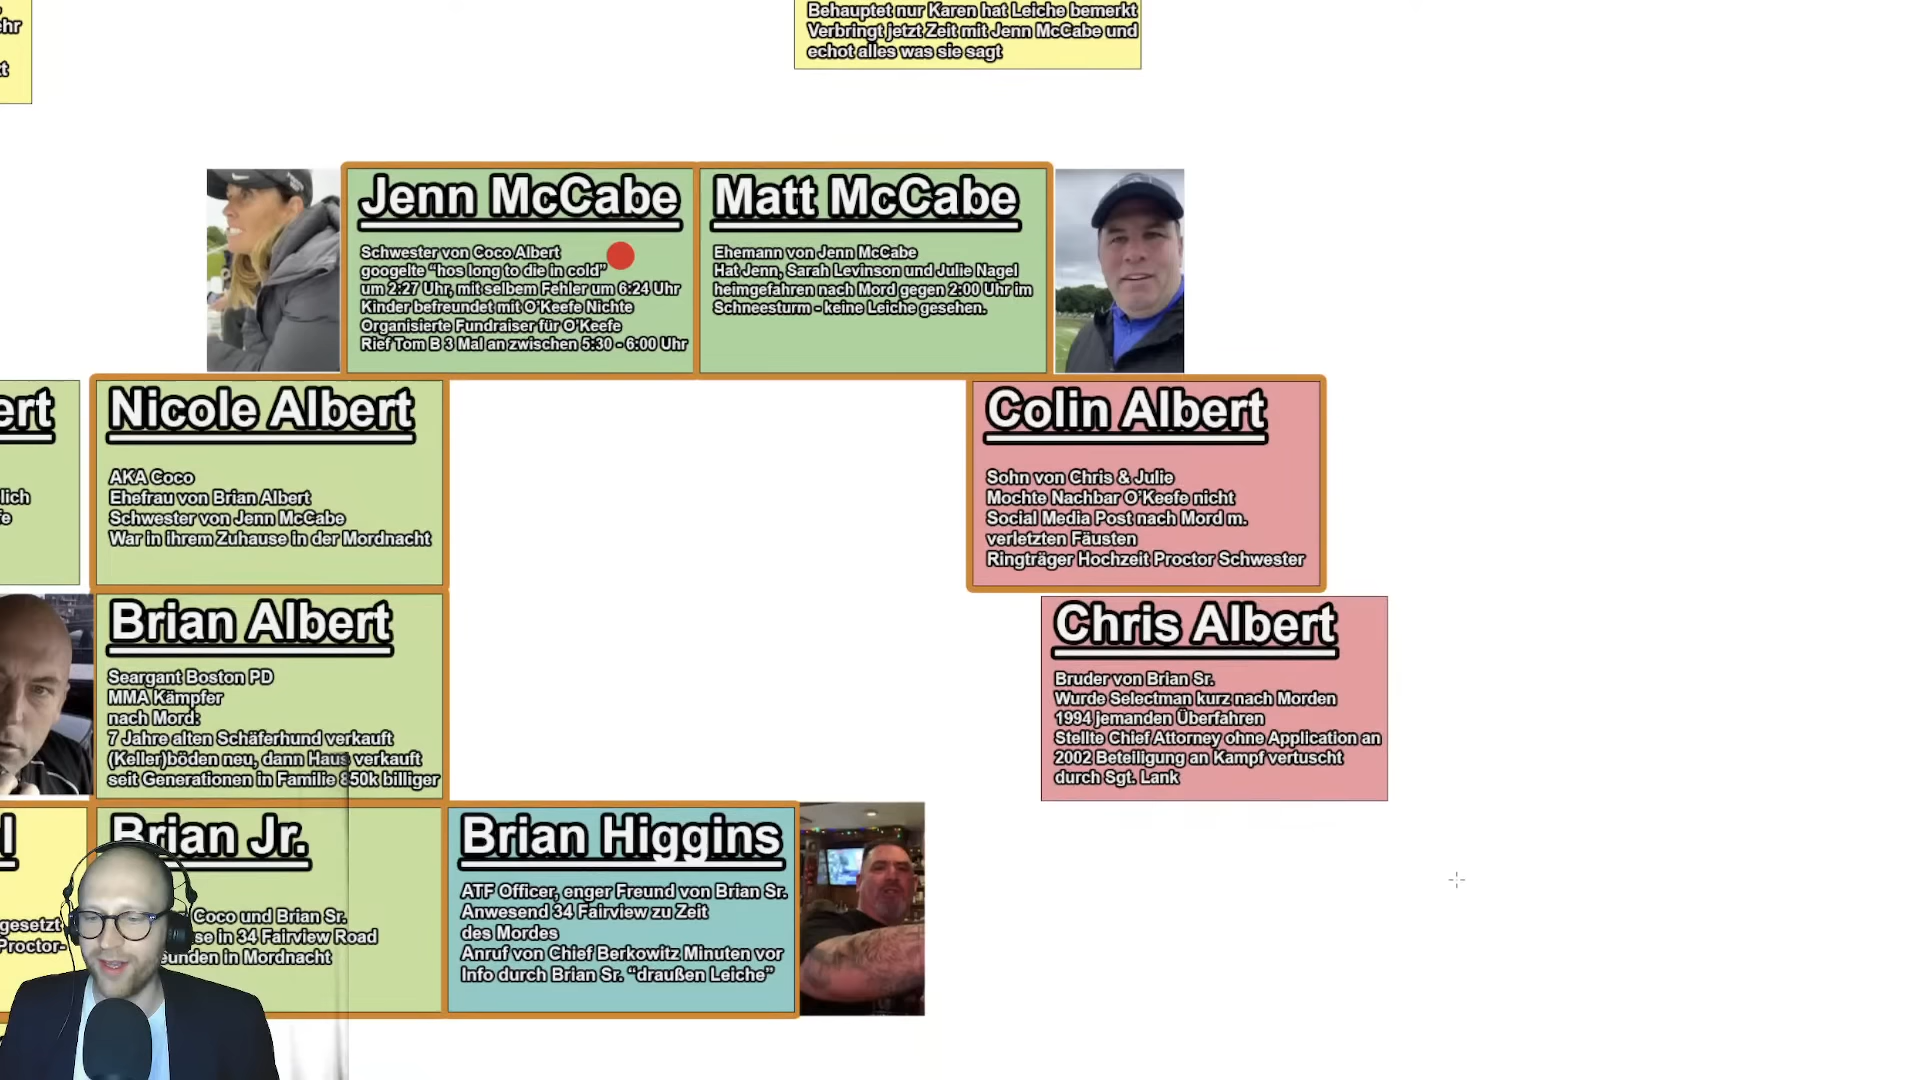 Behauptet nur Karen hat Leiche bemerkt
Verbringt jetzt Zeit mit Jenn McCabe und
echot alles was sie sagt
Jenn McCabe
Schwester von Coco Albert
googelte “hos long to die in cold”
um 2:27 Uhr, mit selbem Fehler um 6:24 Uhr
Kinder befreundet mit O'Keefe Nichte
Organisierte Fundraiser für O'Keefe
Rief Tom B 3 Mal an zwischen 5:30 - 6:00 Uhr
Matt McCabe
Ehemann von Jenn McCabe
Hat Jenn, Sarah Levinson und Julie Nagel
heimgefahren nach Mord gegen 2:00 Uhr im
Schneesturm - keine Leiche gesehen.
ert
lich
Nicole Albert
AKA Coco
Ehefrau von Brian Albert
Schwester von Jenn McCabe
War in ihrem Zuhause in der Mordnacht
Colin Albert
Sohn von Chris & Julie
Mochte Nachbar O'Keefe nicht
Social Media Post nach Mord m.
verletzten Fäusten
Ringträger Hochzeit Proctor Schwester
Brian Albert
Seargant Boston PD
MMA Kämpfer
nach Mord:
7 Jahre alten Schäferhund verkauft
(Keller)böden neu, dann Haus verkauft
seit Generationen in Familie 850k billiger
Chris Albert
Bruder von Brian Sr.
Wurde Selectman kurz nach Morden
1994 jemanden Überfahren
Stellte Chief Attorney ohne Application an
2002 Beteiligung an Kampf vertuscht
durch Sgt. Lank
gesetzt
Proctor-
Brian Jr.
Coco und Brian Sr.
se in 34 Fairview Road
eunden in Mordnacht
Brian Higgins
ATF Officer, enger Freund von Brian Sr.
Anwesend 34 Fairview zu Zeit
des Mordes
Anruf von Chief Berkowitz Minuten vor
Info durch Brian Sr. “draußen Leiche”